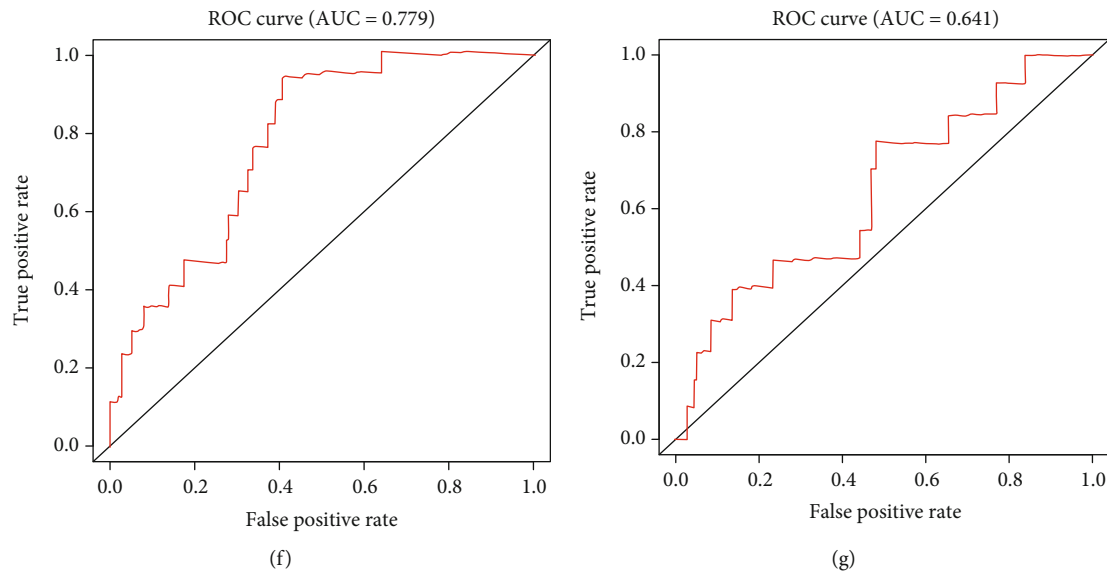 ROC curve (AUC = 0.779)
1.0
0.8
0.6
0.4
0.2
0.0
True positive rate
0.0 0.2 0.4 0.6 0.8 1.0
False positive rate
(f)
ROC curve (AUC = 0.641)
1.0
0.8
0.6
0.4
0.2
0.0
True positive rate
0.0 0.2 0.4 0.6 0.8 1.0
False positive rate
(g)